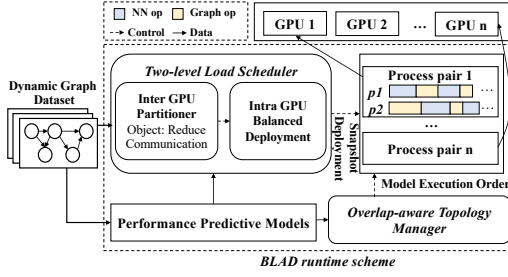 NN op
Graph op
Control
Data
GPU 1
GPU 2
...
GPU n
Dynamic Graph
Dataset
Two-level Load Scheduler
Inter GPU
Partitioner
Object: Reduce
Communication
Intra GPU
Balanced
Deployment
Snapshot
Deployment
Process pair 1
p1
...
p2
...
...
Process pair n
Model Execution Order
Performance Predictive Models
Overlap-aware Topology
Manager
BLAD runtime scheme